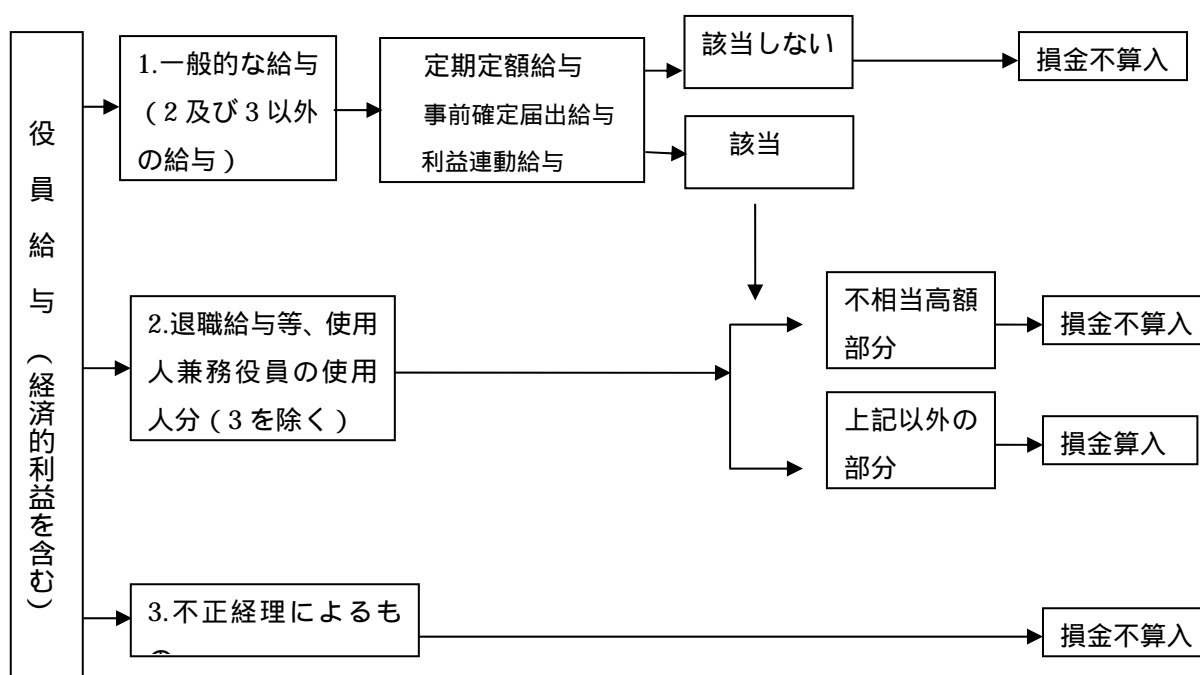 役員給与(経済的利益を含む)
1.一般的な給与
(2及び3以外
の給与)
定期定額給与
事前確定届出給与
利益連動給与
該当しない
損金不算入
該当
2.退職給与等、使用
人兼務役員の使用
人分(3を除く)
不相当高額
部分
損金不算入
上記以外の
部分
損金算入
3.不正経理によるも
損金不算入